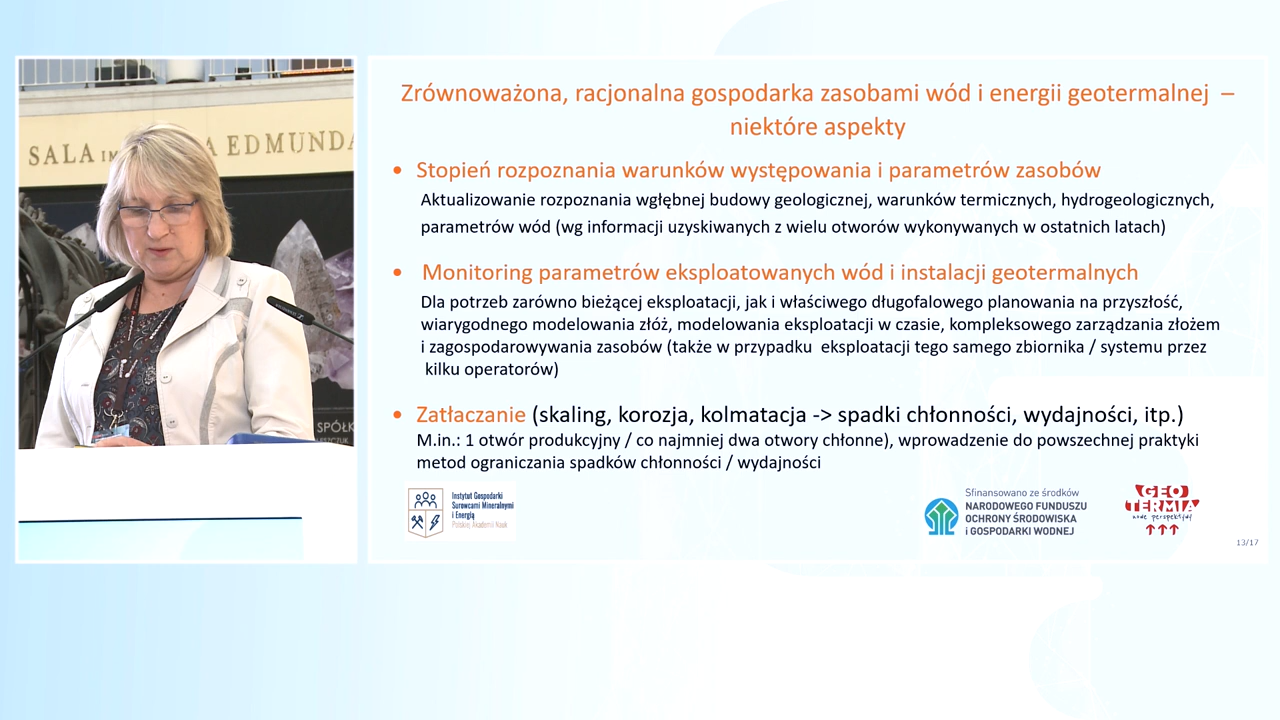 SALA IM. A EDMUNDA
SPÓŁK
Zrównoważona, racjonalna gospodarka zasobami wód i energii geotermalnej –
niektóre aspekty
• Stopień rozpoznania warunków występowania i parametrów zasobów
Aktualizowanie rozpoznania wgłębnej budowy geologicznej, warunków termicznych, hydrogeologicznych,
parametrów wód (wg informacji uzyskiwanych z wielu otworów wykonywanych w ostatnich latach)
• Monitoring parametrów eksploatowanych wód i instalacji geotermalnych
Dla potrzeb zarówno bieżącej eksploatacji, jak i właściwego długofalowego planowania na przyszłość,
wiarygodnego modelowania złóż, modelowania eksploatacji w czasie, kompleksowego zarządzania złożem
i zagospodarowywania zasobów (także w przypadku eksploatacji tego samego zbiornika / systemu przez
kilku operatorów)
• Zatłaczanie (skaling, korozja, kolmatacja -> spadki chłonności, wydajności, itp.)
M.in.: 1 otwór produkcyjny / co najmniej dwa otwory chłonne), wprowadzenie do powszechnej praktyki
metod ograniczania spadków chłonności / wydajności
Instytut Gospodarki
Surowcami Mineralnymi
i Energią
Polskiej Akademii Nauk
Sfinansowano ze środków
NARODOWEGO FUNDUSZU
OCHRONY ŚRODOWISKA
i GOSPODARKI WODNEJ
GEO
TERMIA
nowe perspektywy
13/17